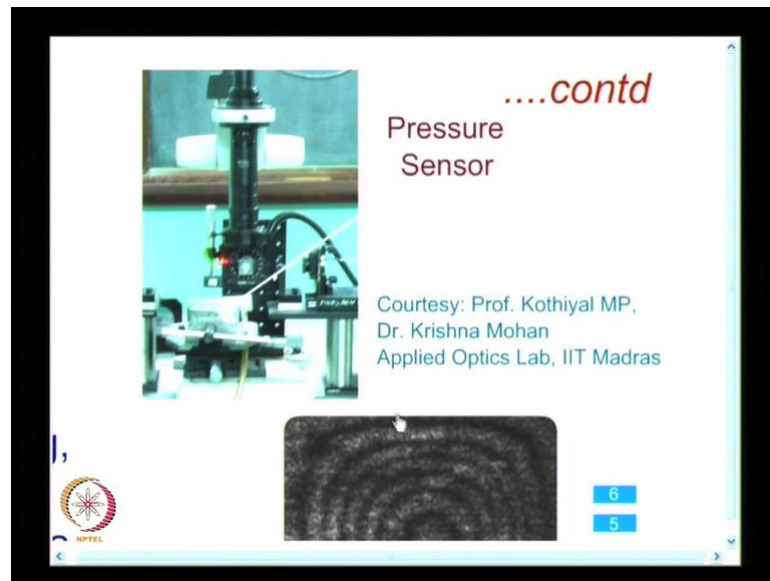 ....contd
Pressure
Sensor
Courtesy: Prof. Kothiyal MP,
Dr. Krishna Mohan
Applied Optics Lab, IIT Madras
6
5
NPTEL